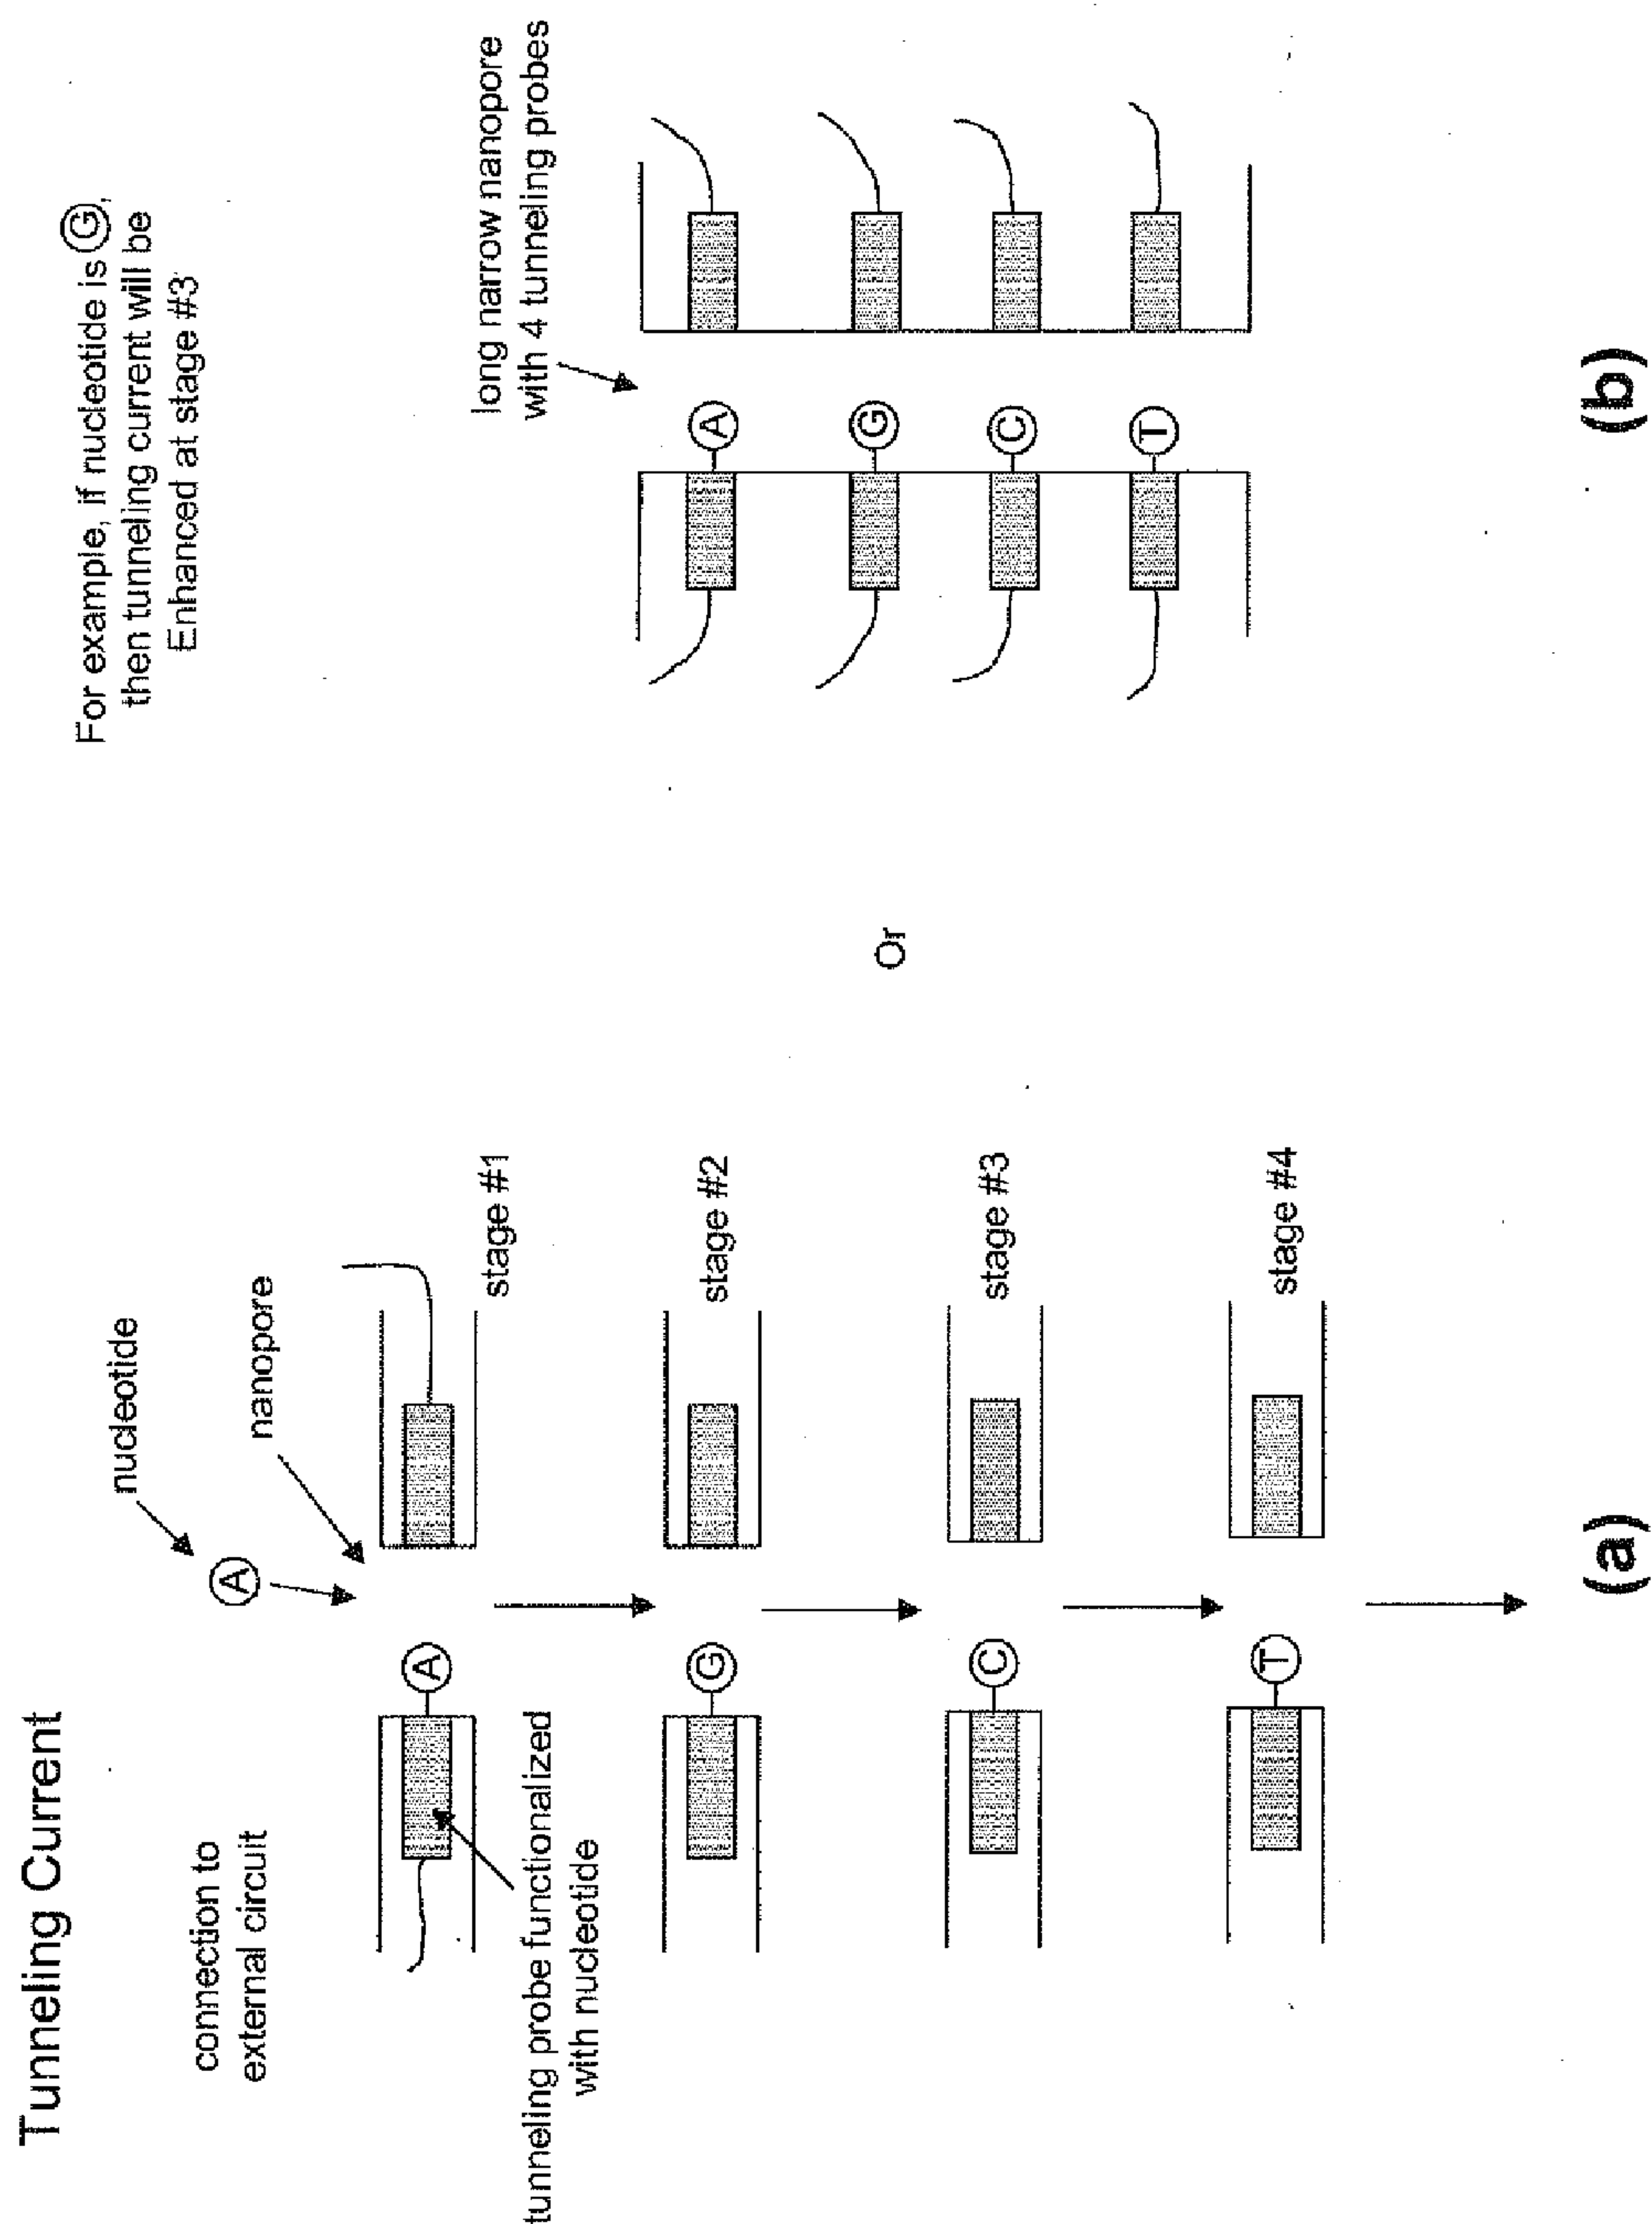 Tunneling Current
connection to
external circuit
tunneling probe functionalized
with nucleotide
nucleotide
nanopore
A
A
stage #1
G
stage #2
C
stage #3
T
stage #4
(a)
Or
For example, if nucleotide is G,
then tunneling current will be
Enhanced at stage #3
long narrow nanopore
with 4 tunneling probes
A
G
C
T
(b)